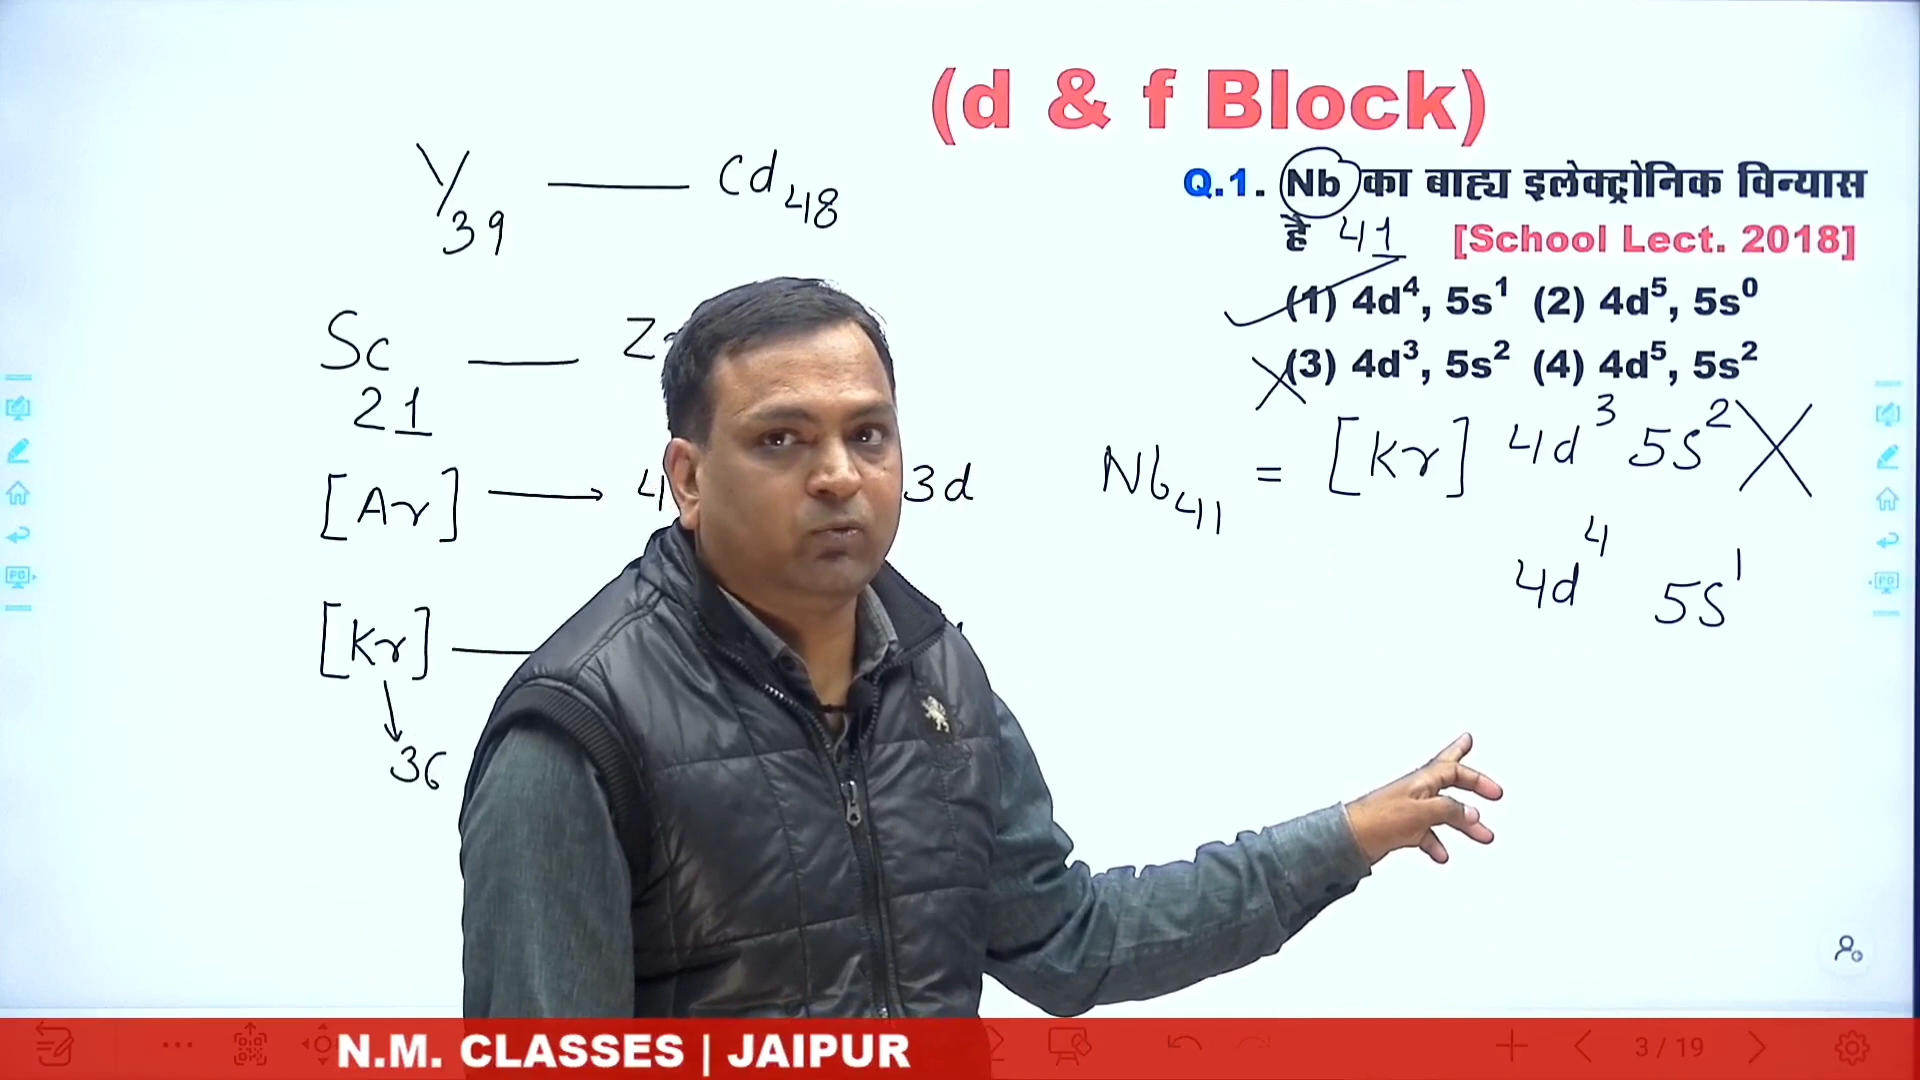 (d & f Block)
Y39 —— Cd48
Sc —— Z
21
[Ar] → 4 3d
[Kr] ——
36
Q.1. Nb का बाह्य इलेक्ट्रोनिक विन्यास
है 41 [School Lect. 2018]
(1) 4d⁴, 5s¹ (2) 4d⁵, 5s⁰
(3) 4d³, 5s² (4) 4d⁵, 5s²
Nb41 = [Kr] 4d³ 5s²
4d⁴ 5s¹
N.M. CLASSES | JAIPUR
3 / 19